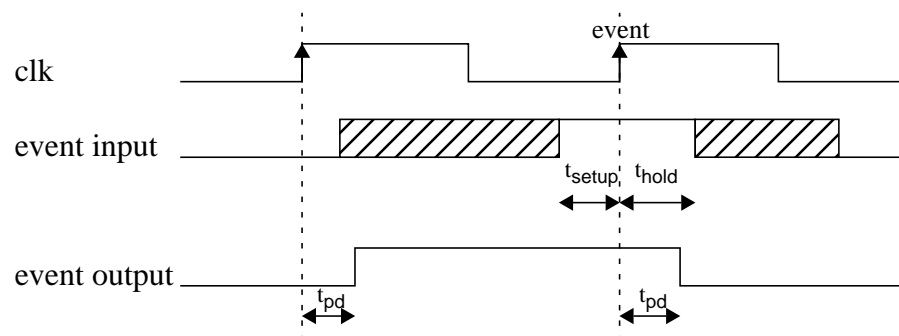 event
clk
event input
tsetup thold
event output
tpd tpd